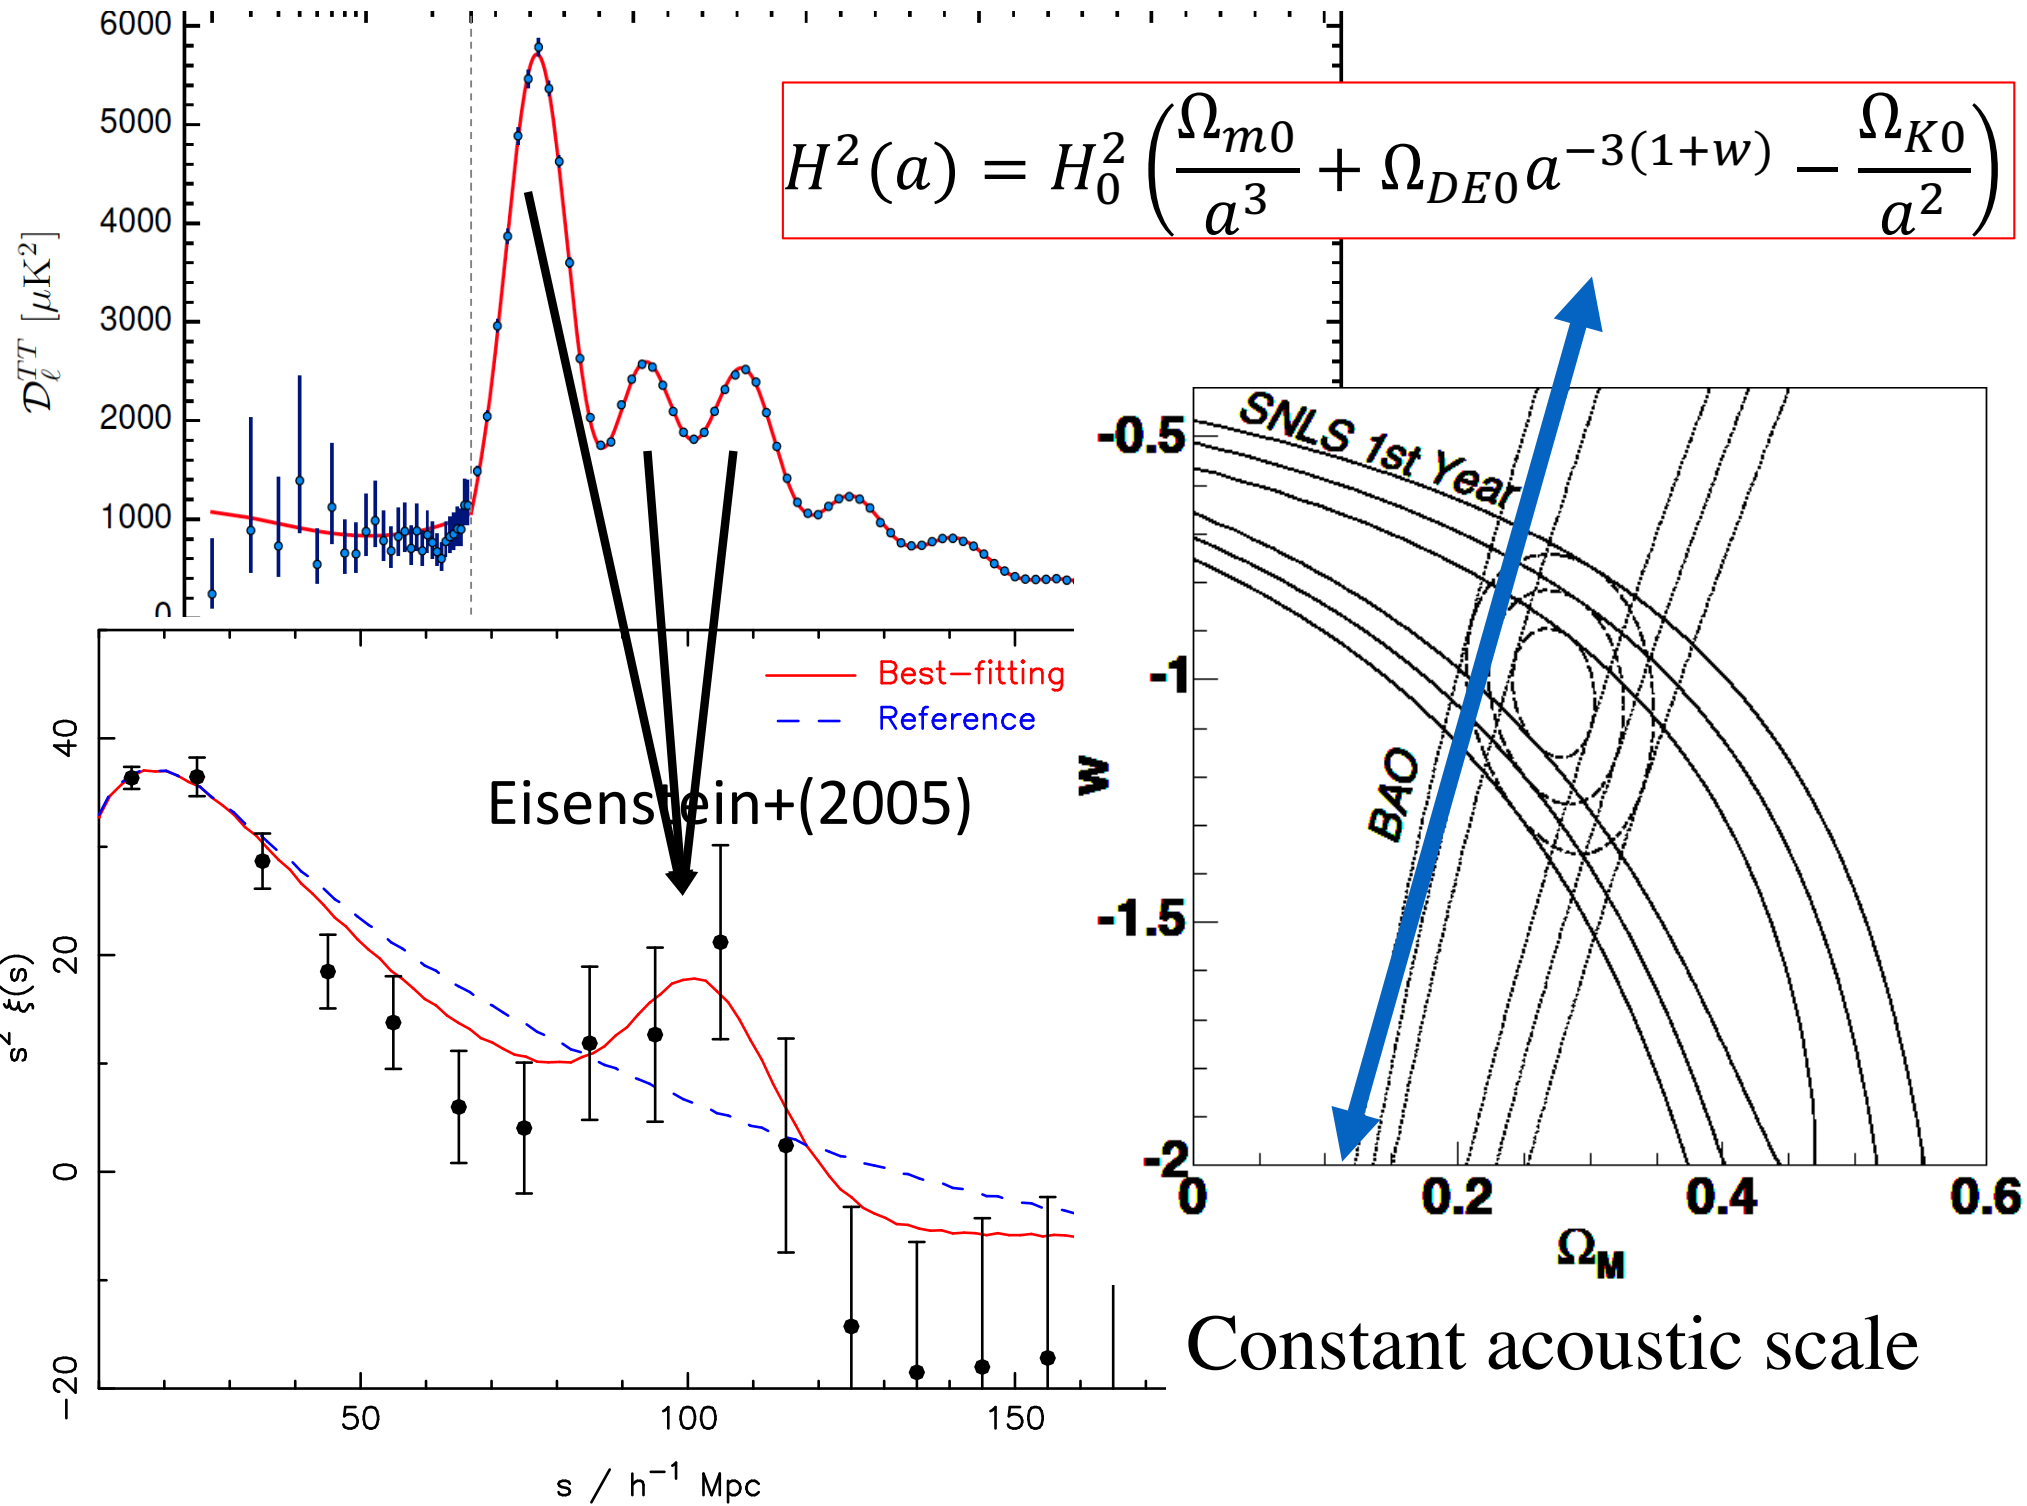 6000
5000
4000
3000
2000
1000
0
𝒟ℓ^TT [μK²]
H²(a) = H₀² (Ωₘ₀/a³ + Ω_DE0 a^−3(1+w) − Ω_K0/a²)
Best-fitting
Reference
Eisenstein+(2005)
40
20
0
−20
s² ξ(s)
50
100
150
s / h⁻¹ Mpc
SNLS 1st Year
BAO
-0.5
-1
-1.5
-2
w
0
0.2
0.4
0.6
Ω_M
Constant acoustic scale